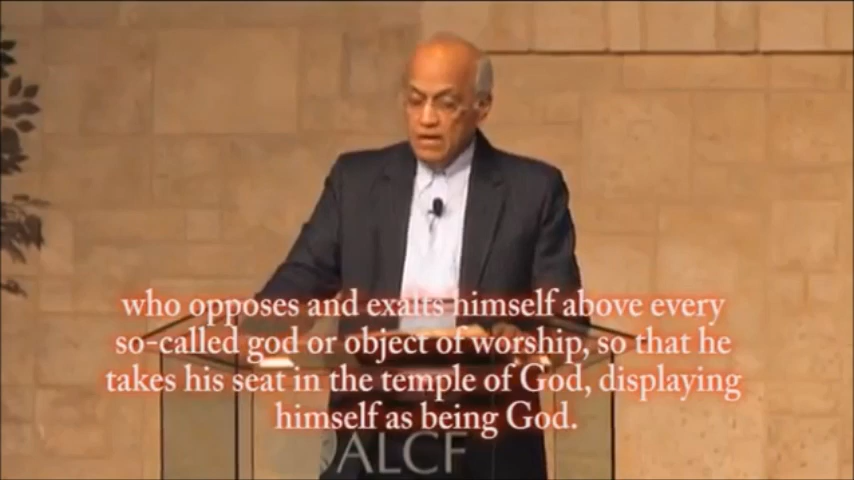 who opposes and exalts himself above every
so-called god or object of worship, so that he
takes his seat in the temple of God, displaying
himself as being God.
ALCF